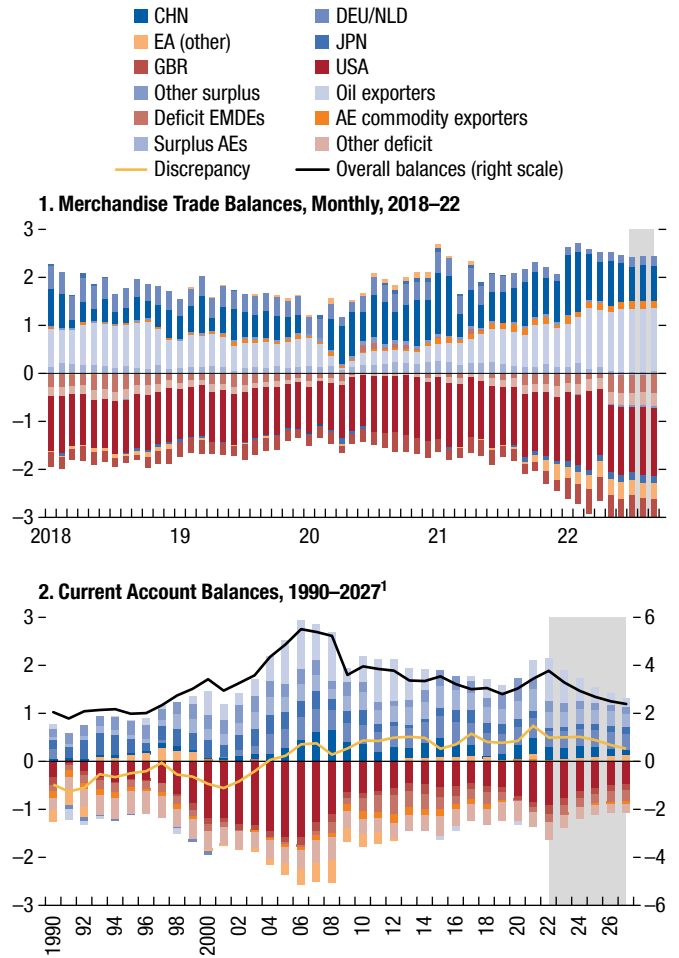 CHN DEU/NLD
EA (other) JPN
GBR USA
Other surplus Oil exporters
Deficit EMDEs AE commodity exporters
Surplus AEs Other deficit
Discrepancy Overall balances (right scale)
1. Merchandise Trade Balances, Monthly, 2018–22
3
2
1
0
–1
–2
–3
2018 19 20 21 22
2. Current Account Balances, 1990–2027¹
3 6
2 4
1 2
0 0
–1 –2
–2 –4
–3 –6
1990 92 94 96 98 2000 02 04 06 08 10 12 14 16 18 20 22 24 26